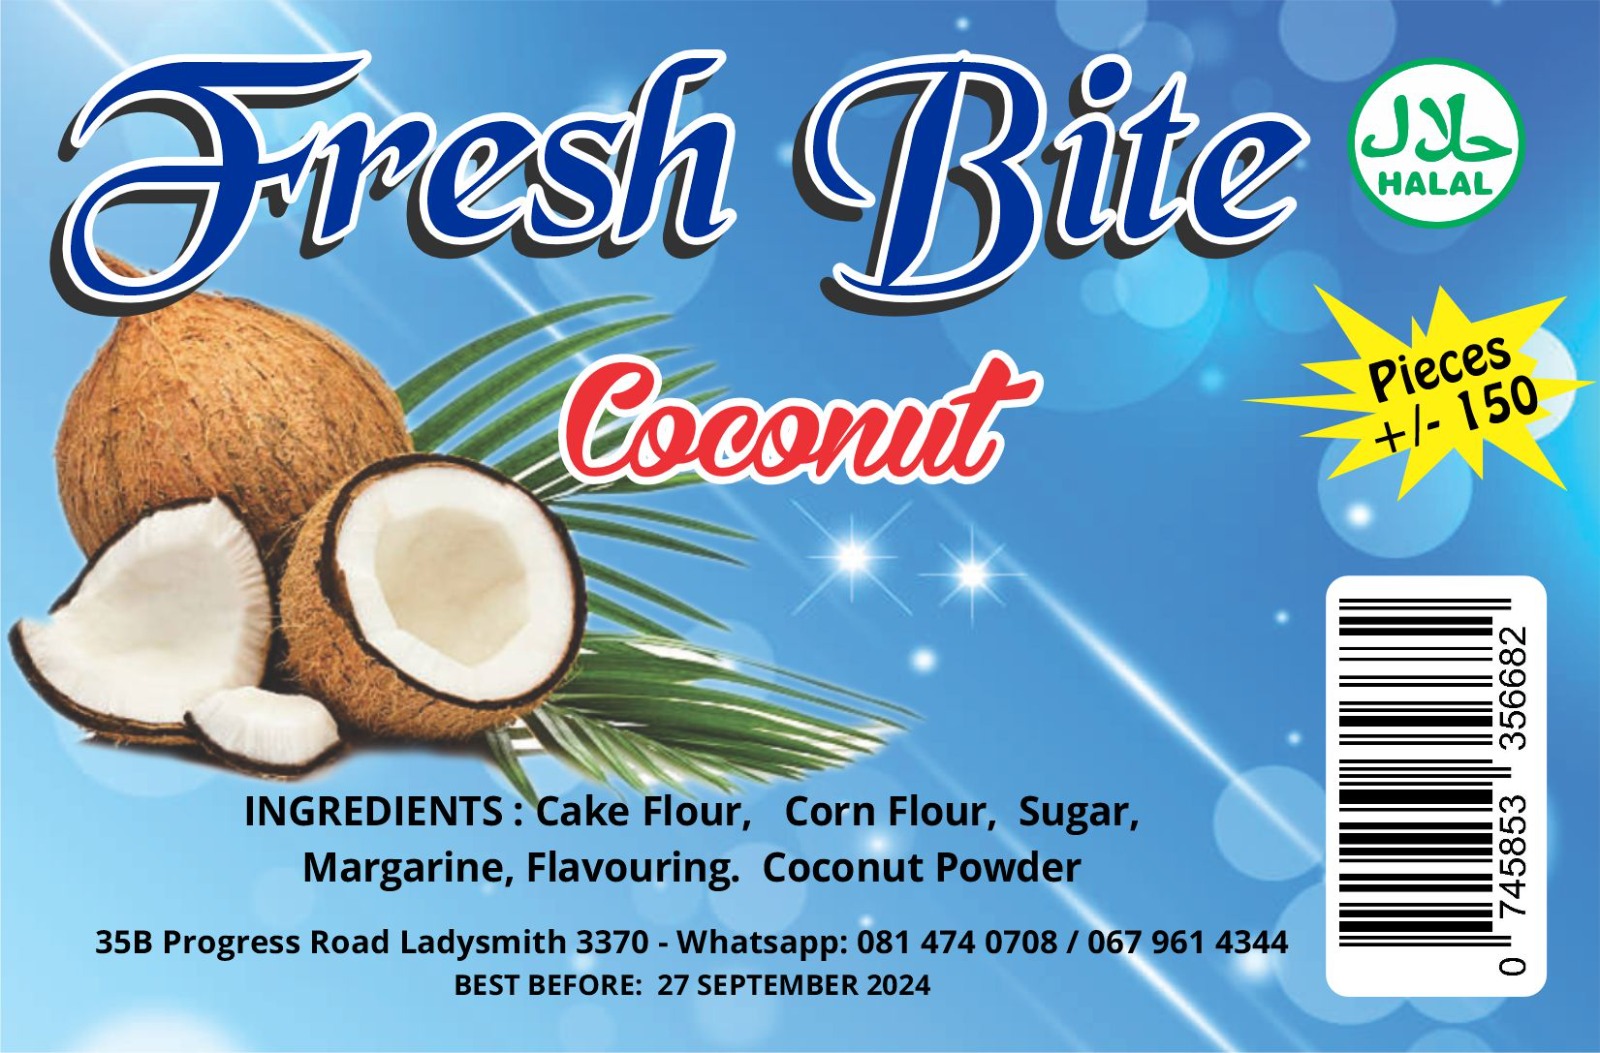 Fresh Bite
حلال
HALAL
Coconut
Pieces
+/- 150
INGREDIENTS : Cake Flour, Corn Flour, Sugar,
Margarine, Flavouring. Coconut Powder
35B Progress Road Ladysmith 3370 - Whatsapp: 081 474 0708 / 067 961 4344
BEST BEFORE: 27 SEPTEMBER 2024
0 745853 356682